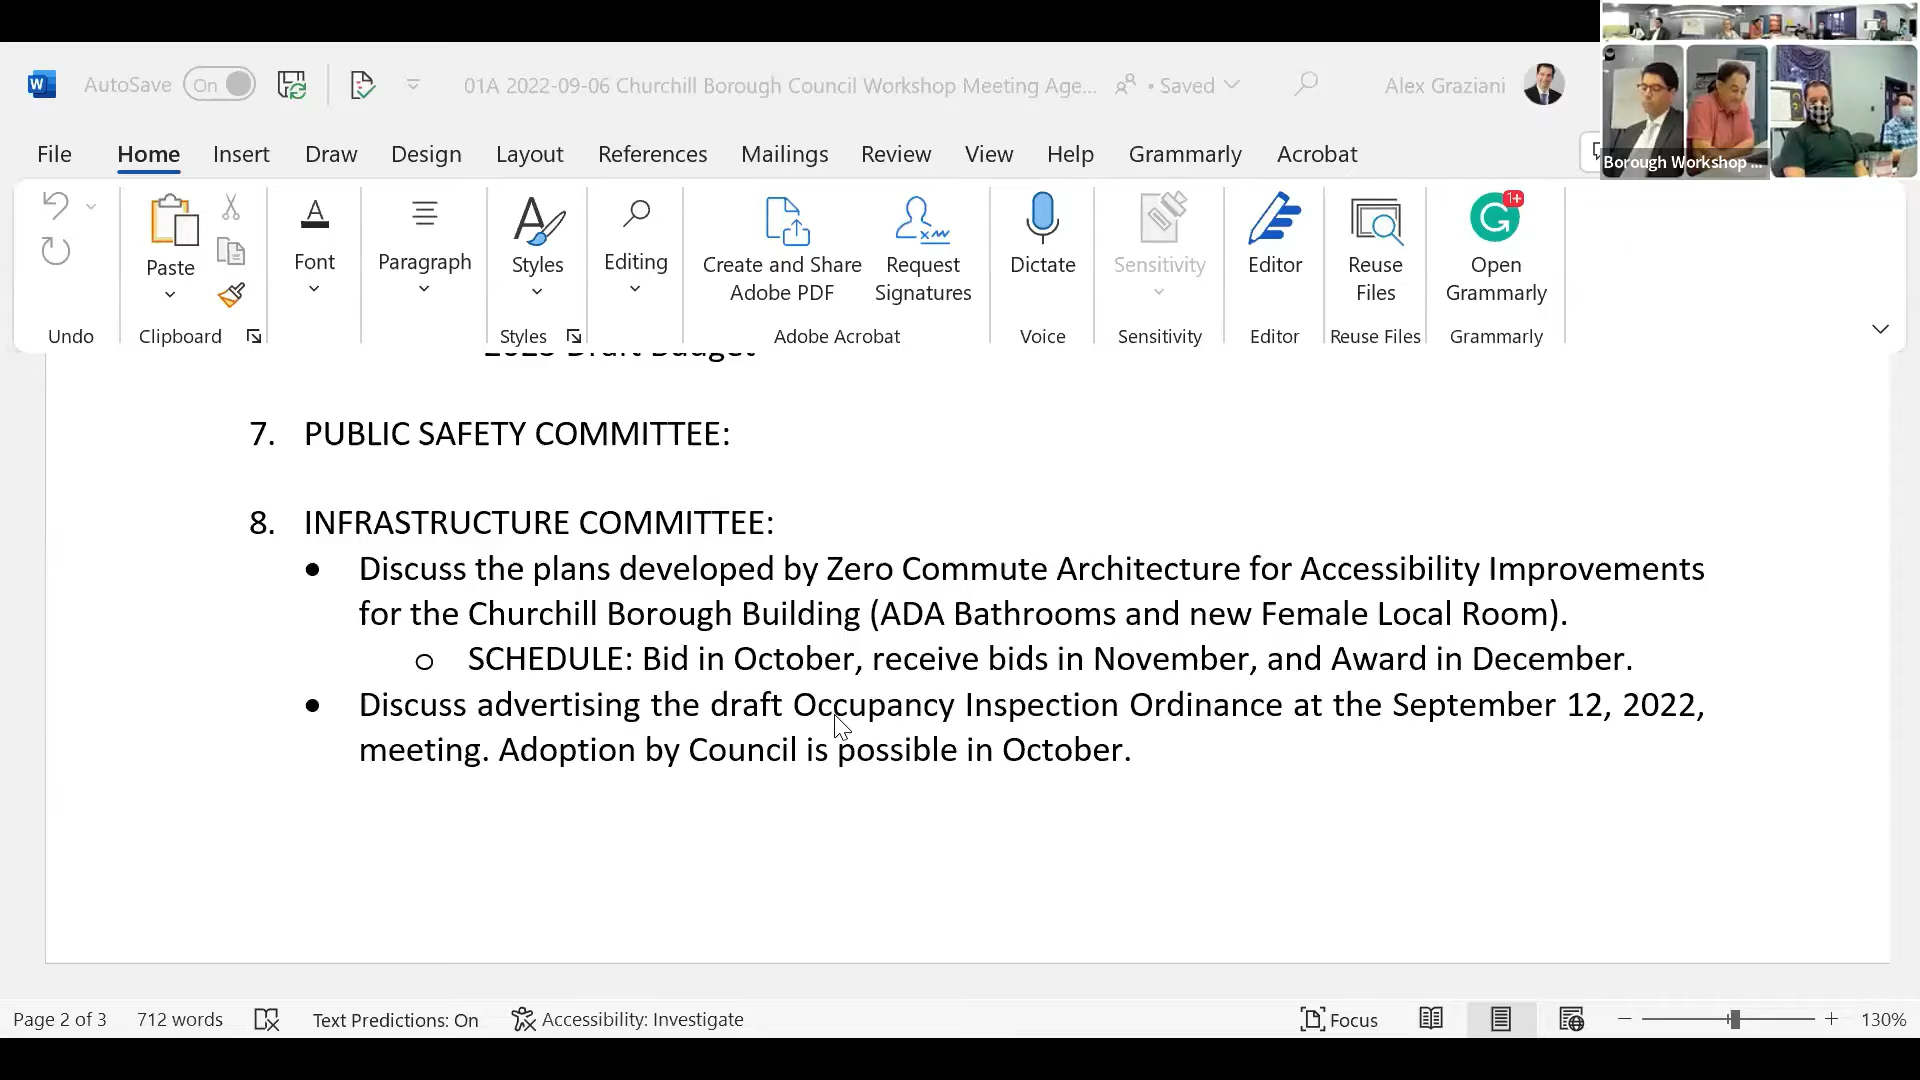 AutoSave On 01A 2022-09-06 Churchill Borough Council Workshop Meeting Age... • Saved Alex Graziani
File Home Insert Draw Design Layout References Mailings Review View Help Grammarly Acrobat
Borough Workshop ...
Paste Font Paragraph Styles Editing Create and Share Adobe PDF Request Signatures Dictate Sensitivity Editor Reuse Files Open Grammarly
1+
Undo Clipboard Styles Adobe Acrobat Voice Sensitivity Editor Reuse Files Grammarly
2023 Draft Budget
7. PUBLIC SAFETY COMMITTEE:
8. INFRASTRUCTURE COMMITTEE:
• Discuss the plans developed by Zero Commute Architecture for Accessibility Improvements
for the Churchill Borough Building (ADA Bathrooms and new Female Local Room).
o SCHEDULE: Bid in October, receive bids in November, and Award in December.
• Discuss advertising the draft Occupancy Inspection Ordinance at the September 12, 2022,
meeting. Adoption by Council is possible in October.
Page 2 of 3 712 words Text Predictions: On Accessibility: Investigate Focus 130%